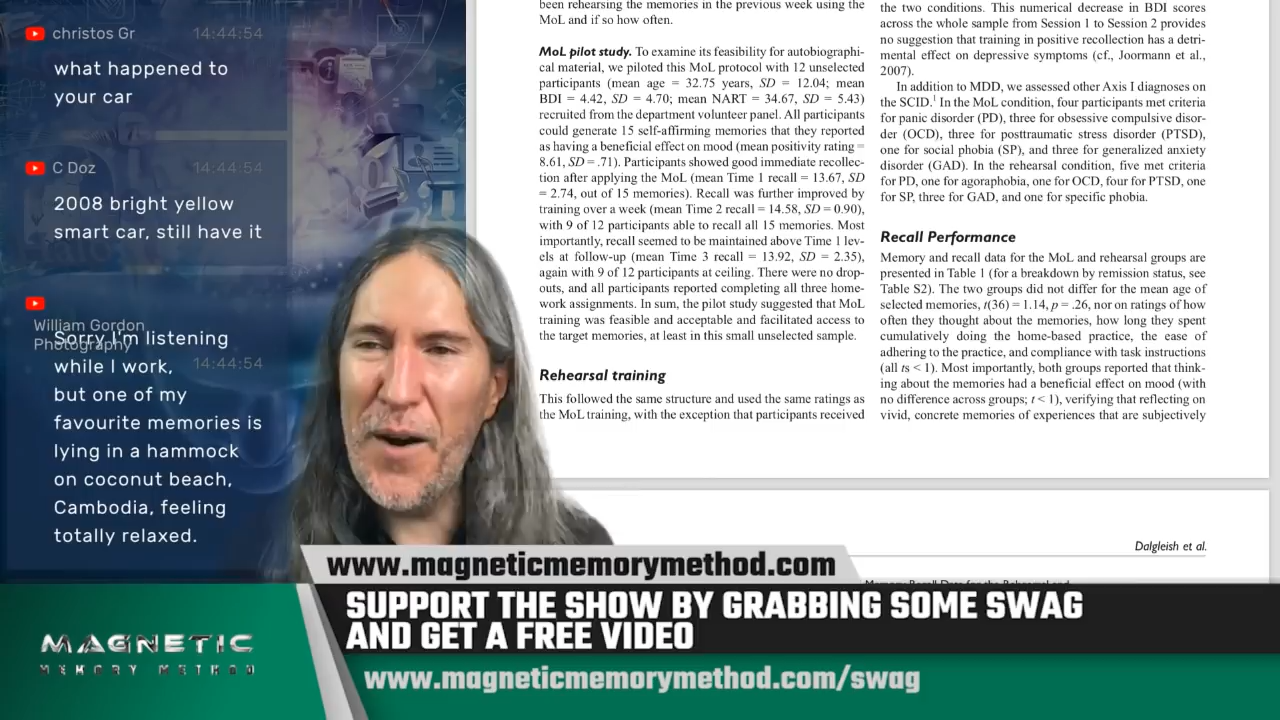 christos Gr
14:44:54
what happened to
your car
C Doz
14:44:54
2008 bright yellow
smart car, still have it
William Gordon
Photography
14:44:54
Sorry I'm listening
while I work,
but one of my
favourite memories is
lying in a hammock
on coconut beach,
Cambodia, feeling
totally relaxed.
been rehearsing the memories in the previous week using the
MoL and if so how often.
MoL pilot study. To examine its feasibility for autobiographi-
cal material, we piloted this MoL protocol with 12 unselected
participants (mean age = 32.75 years, SD = 12.04; mean
BDI = 4.42, SD = 4.70; mean NART = 34.67, SD = 5.43)
recruited from the department volunteer panel. All participants
could generate 15 self-affirming memories that they reported
as having a beneficial effect on mood (mean positivity rating =
8.61, SD = .71). Participants showed good immediate recollec-
tion after applying the MoL (mean Time 1 recall = 13.67, SD
= 2.74, out of 15 memories). Recall was further improved by
training over a week (mean Time 2 recall = 14.58, SD = 0.90),
with 9 of 12 participants able to recall all 15 memories. Most
importantly, recall seemed to be maintained above Time 1 lev-
els at follow-up (mean Time 3 recall = 13.92, SD = 2.35),
again with 9 of 12 participants at ceiling. There were no drop-
outs, and all participants reported completing all three home-
work assignments. In sum, the pilot study suggested that MoL
training was feasible and acceptable and facilitated access to
the target memories, at least in this small unselected sample.
Rehearsal training
This followed the same structure and used the same ratings as
the MoL training, with the exception that participants received
the two conditions. This numerical decrease in BDI scores
across the whole sample from Session 1 to Session 2 provides
no suggestion that training in positive recollection has a detri-
mental effect on depressive symptoms (cf., Joormann et al.,
2007).
In addition to MDD, we assessed other Axis I diagnoses on
the SCID.1 In the MoL condition, four participants met criteria
for panic disorder (PD), three for obsessive compulsive disor-
der (OCD), three for posttraumatic stress disorder (PTSD),
one for social phobia (SP), and three for generalized anxiety
disorder (GAD). In the rehearsal condition, five met criteria
for PD, one for agoraphobia, one for OCD, four for PTSD, one
for SP, three for GAD, and one for specific phobia.
Recall Performance
Memory and recall data for the MoL and rehearsal groups are
presented in Table 1 (for a breakdown by remission status, see
Table S2). The two groups did not differ for the mean age of
selected memories, t(36) = 1.14, p = .26, nor on ratings of how
often they thought about the memories, how long they spent
cumulatively doing the home-based practice, the ease of
adhering to the practice, and compliance with task instructions
(all ts < 1). Most importantly, both groups reported that think-
ing about the memories had a beneficial effect on mood (with
no difference across groups; t < 1), verifying that reflecting on
vivid, concrete memories of experiences that are subjectively
Dalgleish et al.
www.magneticmemorymethod.com
SUPPORT THE SHOW BY GRABBING SOME SWAG
AND GET A FREE VIDEO
www.magneticmemorymethod.com/swag
MAGNETIC
MEMORY METHOD